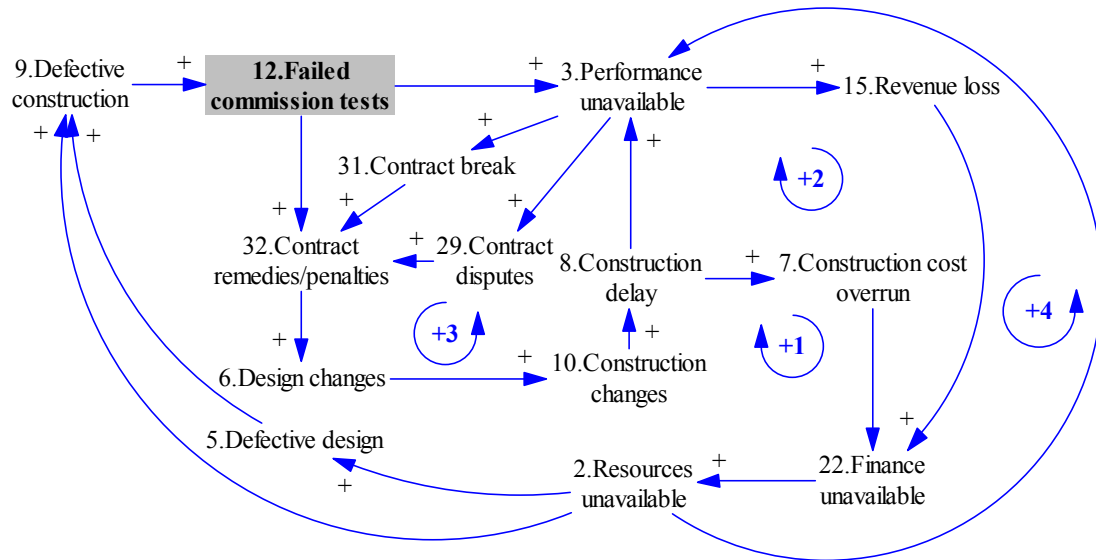 9.Defective
construction
+
12.Failed
commission tests
+
3.Performance
unavailable
+
15.Revenue loss
+
+
+
+
31.Contract break
+
+2
+
+
+
32.Contract
remedies/penalties
+
29.Contract
disputes
8.Construction
delay
+
7.Construction cost
overrun
+3
+1
+4
+
+
6.Design changes
+
10.Construction
changes
5.Defective design
+
2.Resources
unavailable
+
22.Finance
unavailable
+